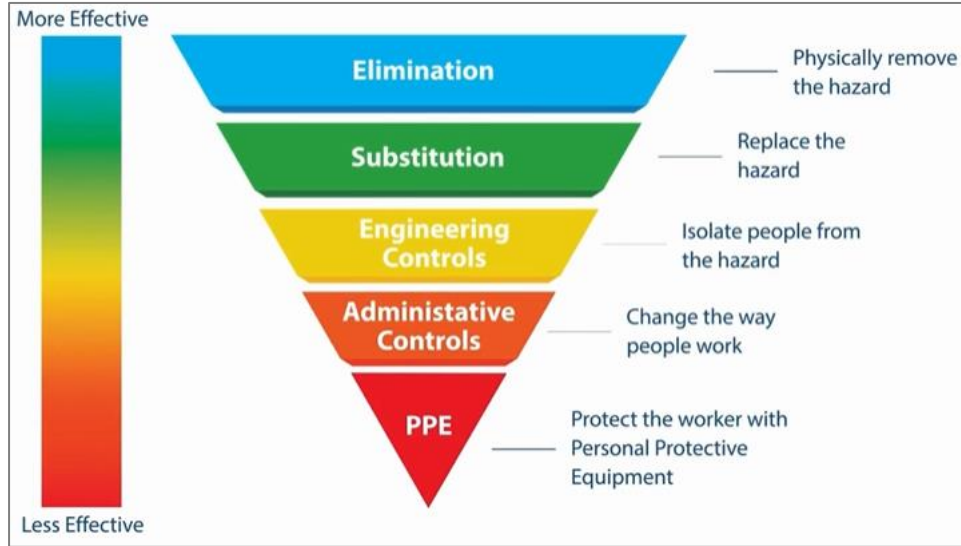 More Effective
Elimination
Physically remove
the hazard
Substitution
Replace the
hazard
Engineering
Controls
Isolate people from
the hazard
Administative
Controls
Change the way
people work
PPE
Protect the worker with
Personal Protective
Equipment
Less Effective